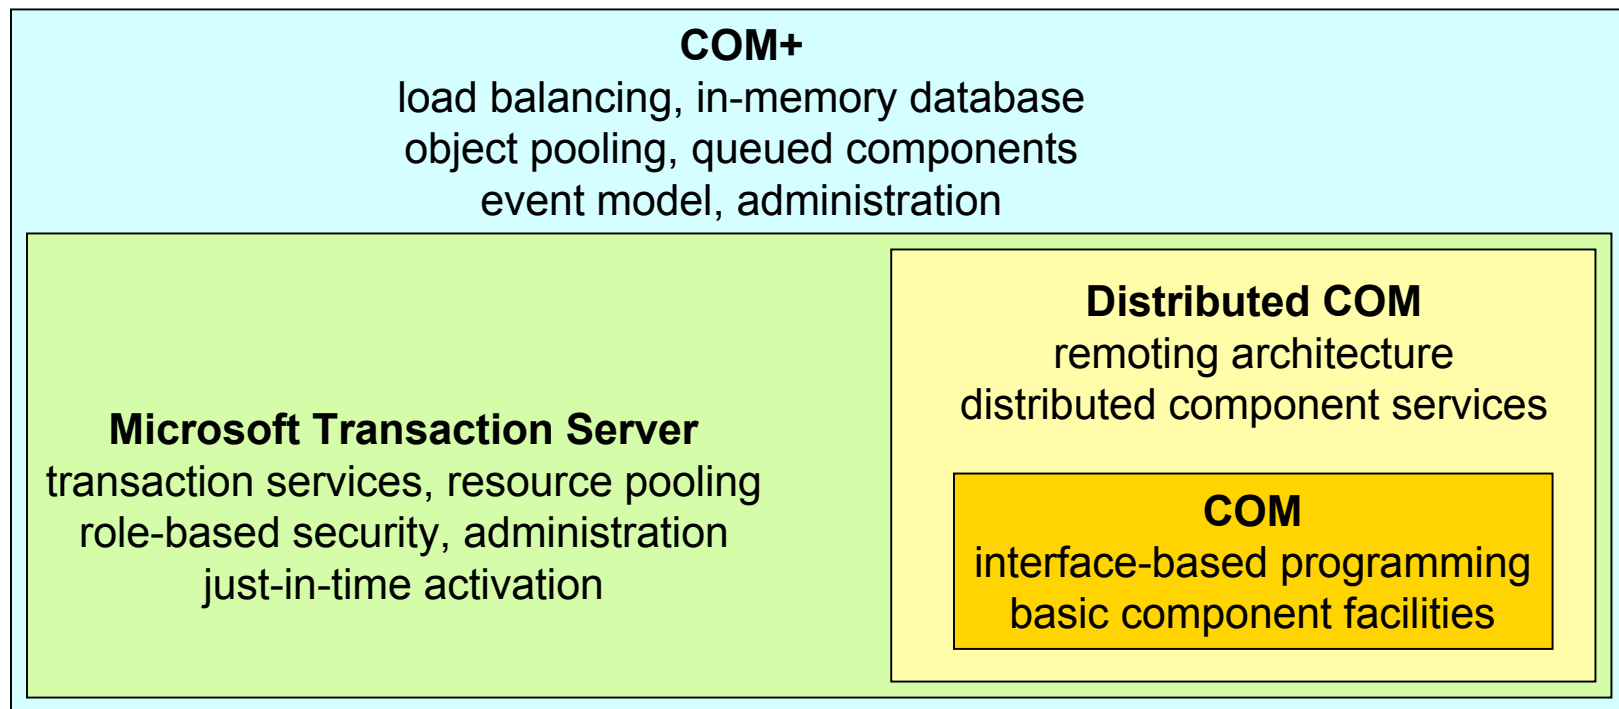 COM+
load balancing, in-memory database
object pooling, queued components
event model, administration
Distributed COM
remoting architecture
distributed component services
Microsoft Transaction Server
transaction services, resource pooling
role-based security, administration
just-in-time activation
COM
interface-based programming
basic component facilities